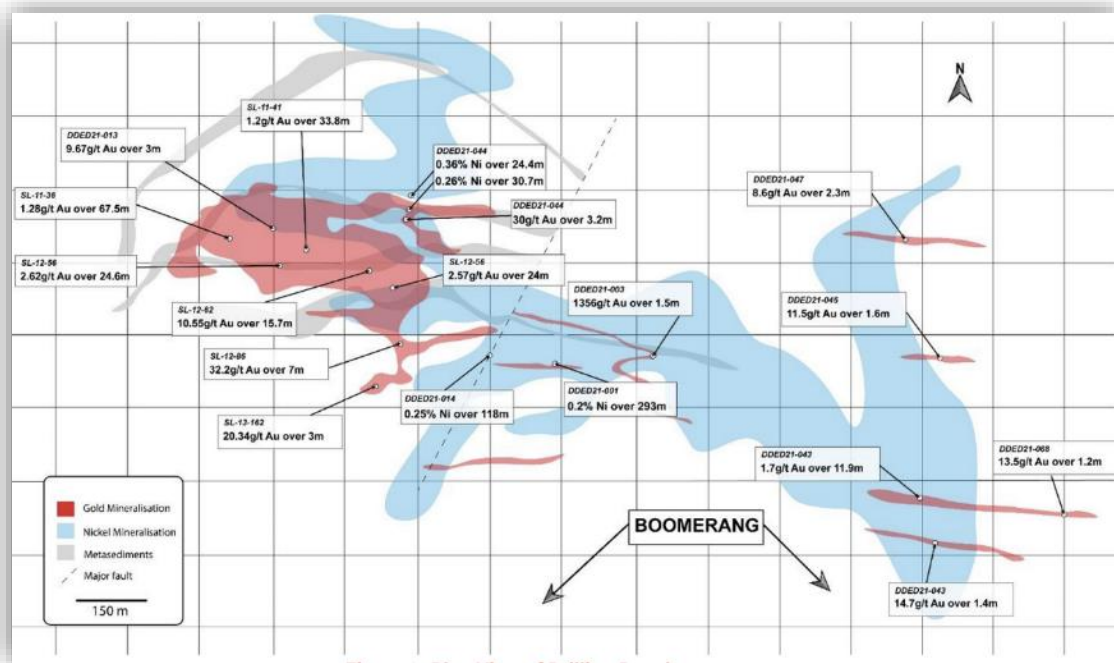 N
SL-11-41
1.2g/t Au over 33.8m
DDED21-013
9.67g/t Au over 3m
DDED21-044
0.36% Ni over 24.4m
0.26% Ni over 30.7m
DDED21-047
8.6g/t Au over 2.3m
SL-11-36
1.28g/t Au over 67.5m
DDED21-044
30g/t Au over 3.2m
SL-12-56
2.62g/t Au over 24.6m
SL-12-56
2.57g/t Au over 24m
DDED21-003
1356g/t Au over 1.5m
DDED21-045
11.5g/t Au over 1.6m
SL-12-62
10.55g/t Au over 15.7m
SL-12-86
32.2g/t Au over 7m
DDED21-014
0.25% Ni over 118m
DDED21-001
0.2% Ni over 293m
SL-13-162
20.34g/t Au over 3m
DDED21-043
1.7g/t Au over 11.9m
DDED21-068
13.5g/t Au over 1.2m
Gold Mineralisation
Nickel Mineralisation
Metasediments
Major fault
150 m
BOOMERANG
DDED21-043
14.7g/t Au over 1.4m